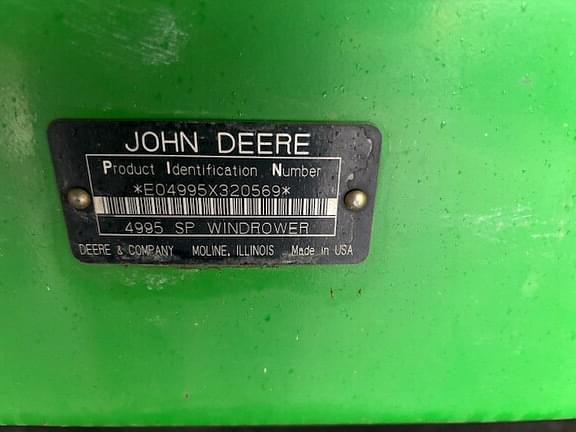 JOHN DEERE
Product Identification Number
*E04995X320569*
4995 SP WINDROWER
DEERE & COMPANY MOLINE, ILLINOIS Made in USA